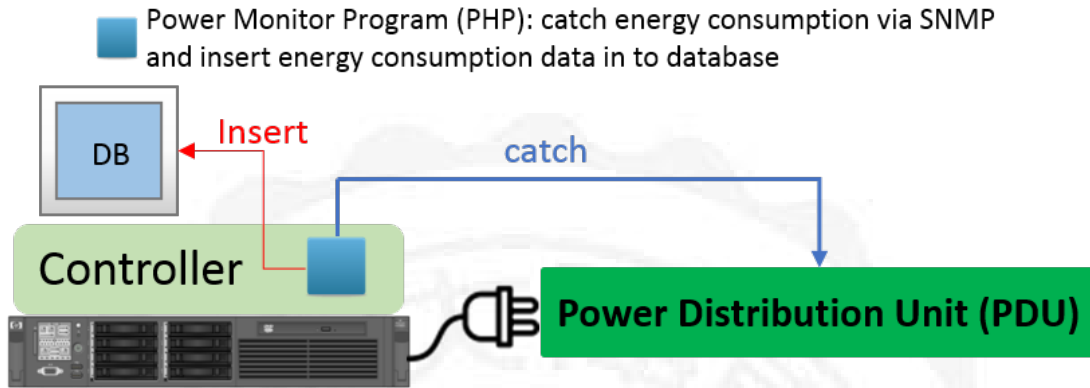 Power Monitor Program (PHP): catch energy consumption via SNMP
and insert energy consumption data in to database
DB
Insert
catch
Controller
Power Distribution Unit (PDU)